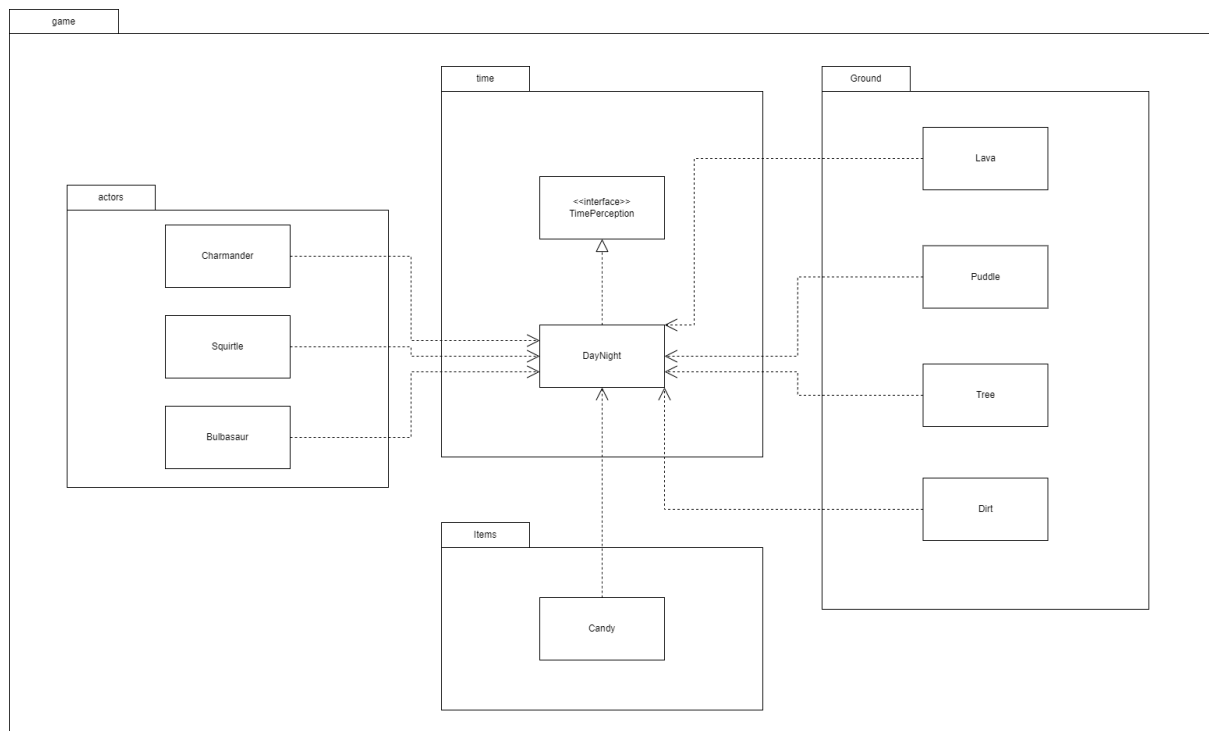 game
time
Ground
Lava
<<interface>>
TimePerception
actors
Charmander
Puddle
Squirtle
DayNight
Tree
Bulbasaur
Dirt
Items
Candy